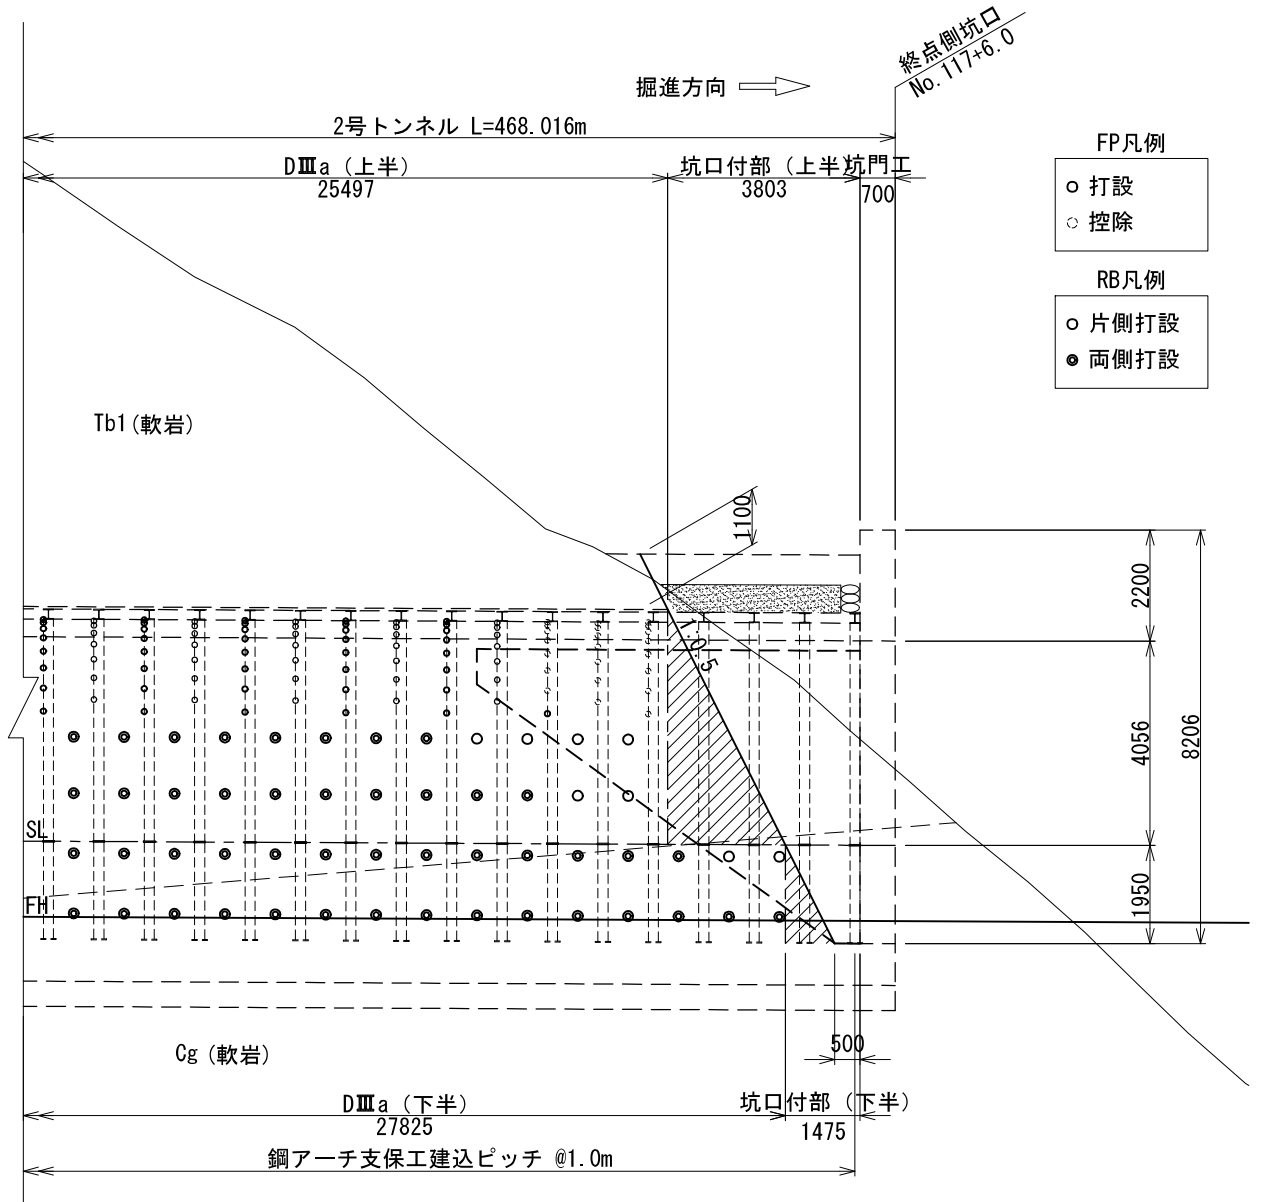 終点側坑口
No.117+6.0
掘進方向
2号トンネル L=468.016m
DⅢa (上半)
25497
坑口付部 (上半)
3803
坑門工
700
FP凡例
打設
控除
RB凡例
片側打設
両側打設
Tb1(軟岩)
1100
2200
1:0.5
4056
8206
SL
1950
FH
Cg (軟岩)
500
DⅢa (下半)
27825
坑口付部 (下半)
1475
鋼アーチ支保工建込ピッチ @1.0m